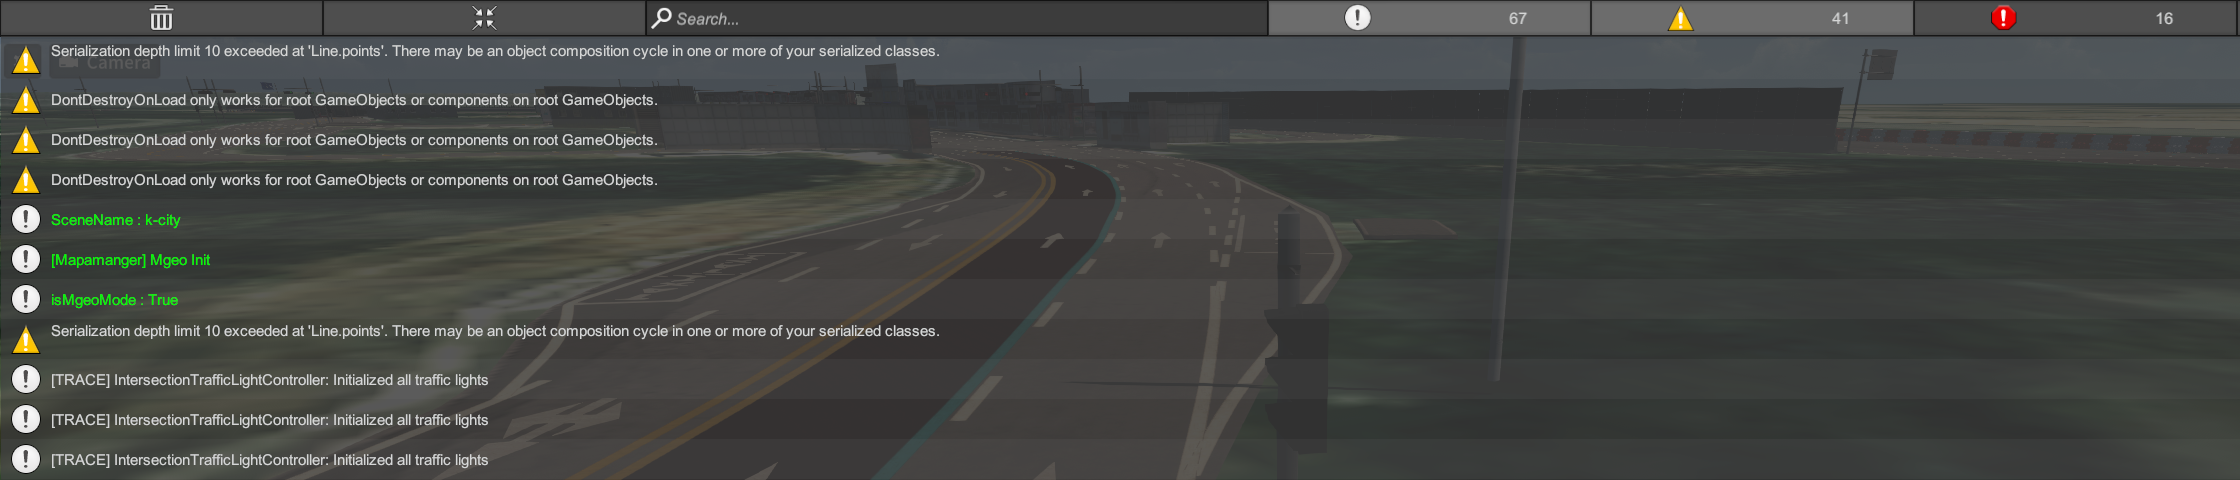 Search...
67
41
16
Serialization depth limit 10 exceeded at 'Line.points'. There may be an object composition cycle in one or more of your serialized classes.
Camera
DontDestroyOnLoad only works for root GameObjects or components on root GameObjects.
DontDestroyOnLoad only works for root GameObjects or components on root GameObjects.
DontDestroyOnLoad only works for root GameObjects or components on root GameObjects.
SceneName : k-city
[Mapamanger] Mgeo Init
isMgeoMode : True
Serialization depth limit 10 exceeded at 'Line.points'. There may be an object composition cycle in one or more of your serialized classes.
[TRACE] IntersectionTrafficLightController: Initialized all traffic lights
[TRACE] IntersectionTrafficLightController: Initialized all traffic lights
[TRACE] IntersectionTrafficLightController: Initialized all traffic lights